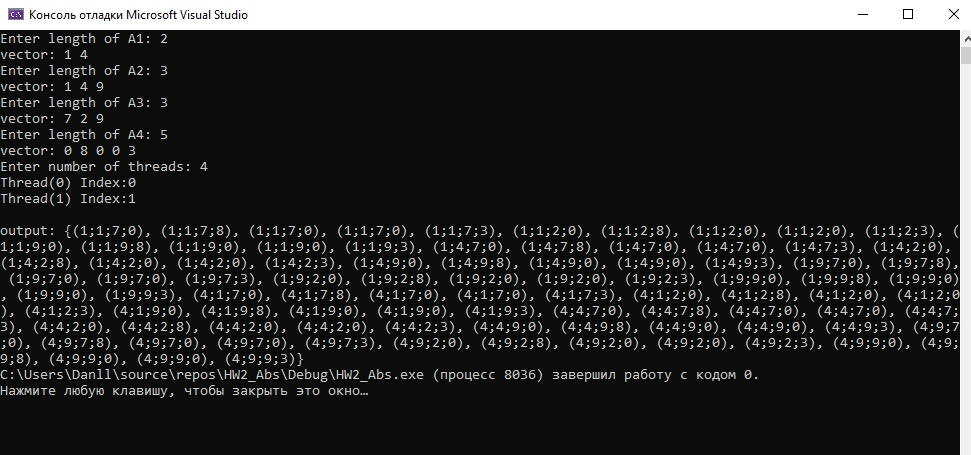 Консоль отладки Microsoft Visual Studio
Enter length of A1: 2
vector: 1 4
Enter length of A2: 3
vector: 1 4 9
Enter length of A3: 3
vector: 7 2 9
Enter length of A4: 5
vector: 0 8 0 0 3
Enter number of threads: 4
Thread(0) Index:0
Thread(1) Index:1
output: {(1;1;7;0), (1;1;7;8), (1;1;7;0), (1;1;7;0), (1;1;7;3), (1;1;2;0), (1;1;2;8), (1;1;2;0), (1;1;2;0), (1;1;2;3), (
1;1;9;0), (1;1;9;8), (1;1;9;0), (1;1;9;0), (1;1;9;3), (1;4;7;0), (1;4;7;8), (1;4;7;0), (1;4;7;0), (1;4;7;3), (1;4;2;0),
(1;4;2;8), (1;4;2;0), (1;4;2;0), (1;4;2;3), (1;4;9;0), (1;4;9;8), (1;4;9;0), (1;4;9;0), (1;4;9;3), (1;9;7;0), (1;9;7;8),
(1;9;7;0), (1;9;7;0), (1;9;7;3), (1;9;2;0), (1;9;2;8), (1;9;2;0), (1;9;2;0), (1;9;2;3), (1;9;9;0), (1;9;9;8), (1;9;9;0)
, (1;9;9;0), (1;9;9;3), (4;1;7;0), (4;1;7;8), (4;1;7;0), (4;1;7;0), (4;1;7;3), (4;1;2;0), (4;1;2;8), (4;1;2;0), (4;1;2;0
), (4;1;2;3), (4;1;9;0), (4;1;9;8), (4;1;9;0), (4;1;9;0), (4;1;9;3), (4;4;7;0), (4;4;7;8), (4;4;7;0), (4;4;7;0), (4;4;7;
3), (4;4;2;0), (4;4;2;8), (4;4;2;0), (4;4;2;0), (4;4;2;3), (4;4;9;0), (4;4;9;8), (4;4;9;0), (4;4;9;0), (4;4;9;3), (4;9;7
;0), (4;9;7;8), (4;9;7;0), (4;9;7;0), (4;9;7;3), (4;9;2;0), (4;9;2;8), (4;9;2;0), (4;9;2;0), (4;9;2;3), (4;9;9;0), (4;9;
9;8), (4;9;9;0), (4;9;9;0), (4;9;9;3)}
C:\Users\Danll\source\repos\HW2_Abs\Debug\HW2_Abs.exe (процесс 8036) завершил работу с кодом 0.
Нажмите любую клавишу, чтобы закрыть это окно…